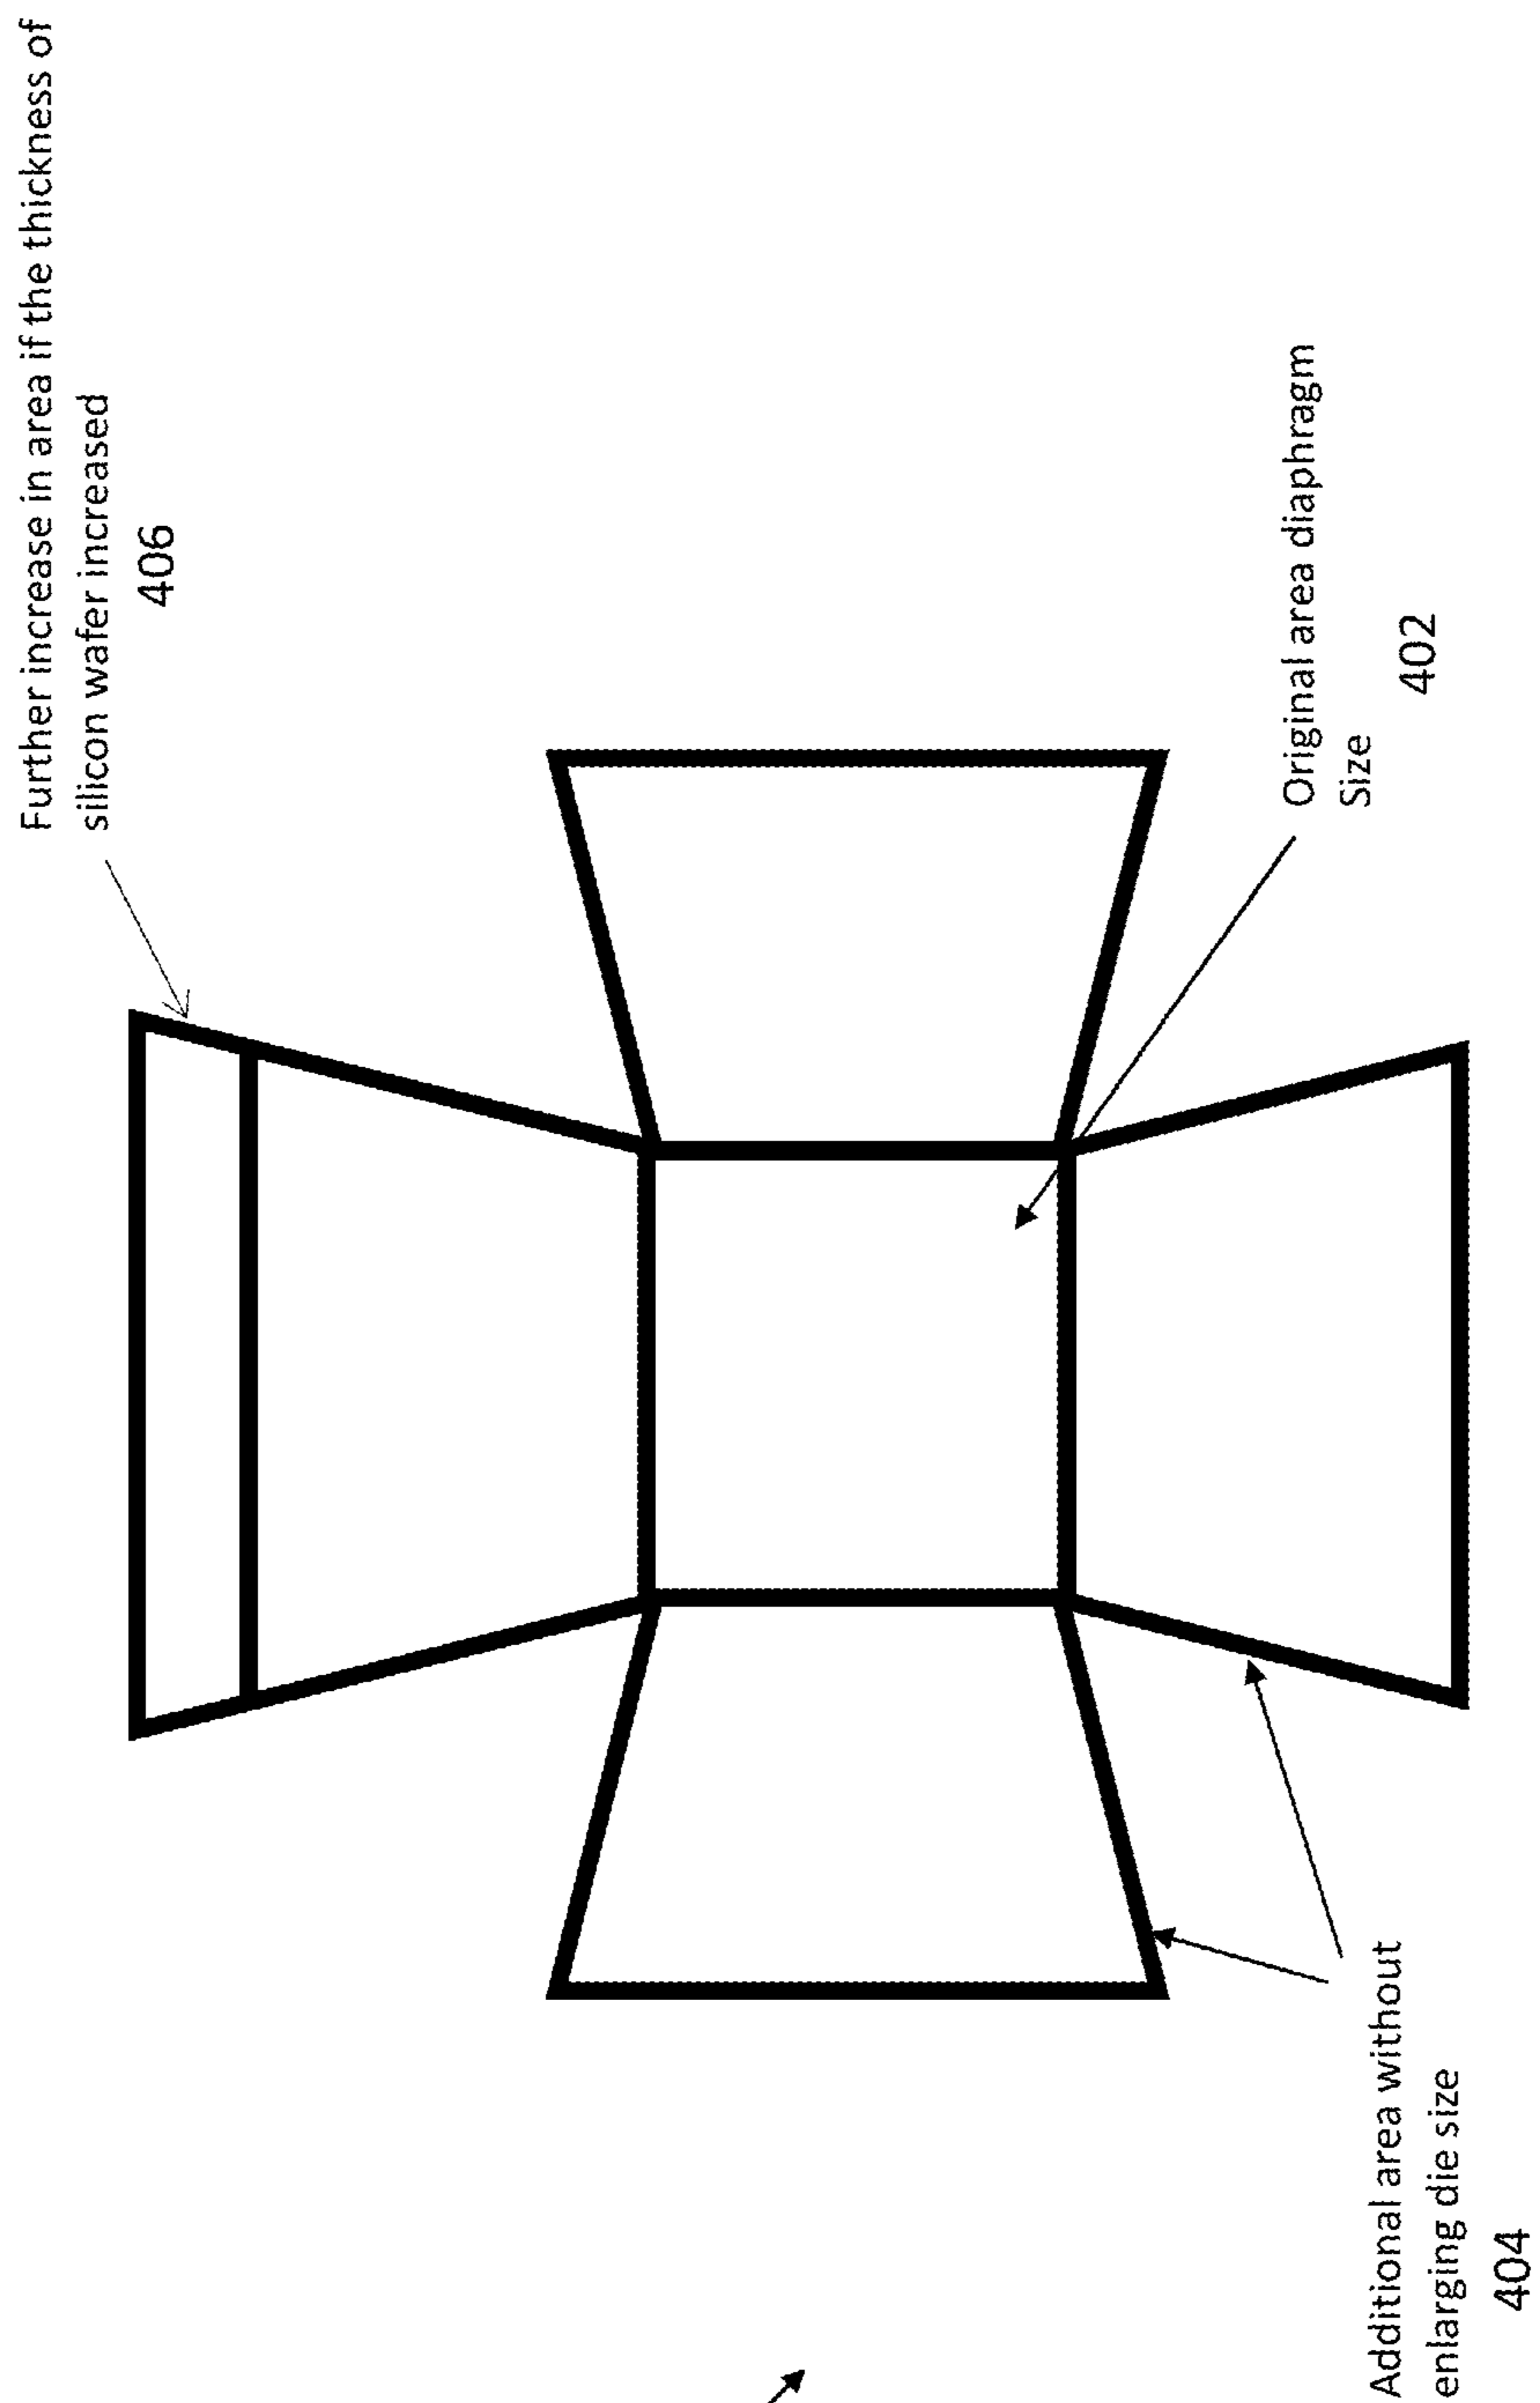 Further increase in area if the thickness of
silicon wafer increased
406
Original area diaphragm
Size
402
Additional area without
enlarging die size
404